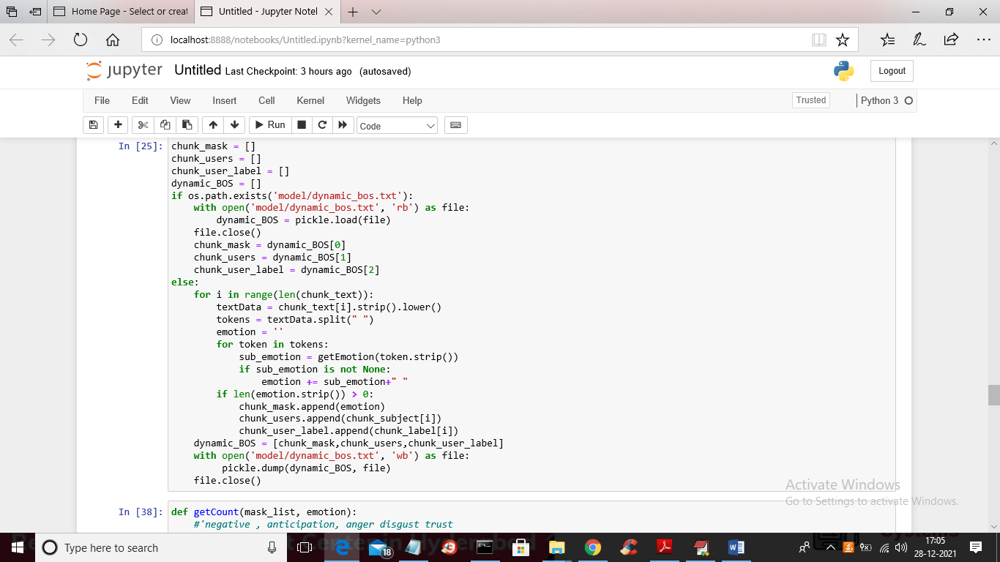 Home Page - Select or creat
Untitled - Jupyter Notel
localhost:8888/notebooks/Untitled.ipynb?kernel_name=python3
jupyter Untitled Last Checkpoint: 3 hours ago (autosaved)
Logout
File Edit View Insert Cell Kernel Widgets Help
Trusted Python 3
Run
Code
In [25]:
chunk_mask = []
chunk_users = []
chunk_user_label = []
dynamic_BOS = []
if os.path.exists('model/dynamic_bos.txt'):
    with open('model/dynamic_bos.txt', 'rb') as file:
        dynamic_BOS = pickle.load(file)
    file.close()
    chunk_mask = dynamic_BOS[0]
    chunk_users = dynamic_BOS[1]
    chunk_user_label = dynamic_BOS[2]
else:
    for i in range(len(chunk_text)):
        textData = chunk_text[i].strip().lower()
        tokens = textData.split(" ")
        emotion = ''
        for token in tokens:
            sub_emotion = getEmotion(token.strip())
            if sub_emotion is not None:
                emotion += sub_emotion+" "
        if len(emotion.strip()) > 0:
            chunk_mask.append(emotion)
            chunk_users.append(chunk_subject[i])
            chunk_user_label.append(chunk_label[i])
    dynamic_BOS = [chunk_mask,chunk_users,chunk_user_label]
    with open('model/dynamic_bos.txt', 'wb') as file:
         pickle.dump(dynamic_BOS, file)
    file.close()
Activate Windows
Go to Settings to activate Windows.
In [38]:
def getCount(mask_list, emotion):
    #'negative , anticipation, anger disgust trust
Type here to search
18
17:05
28-12-2021